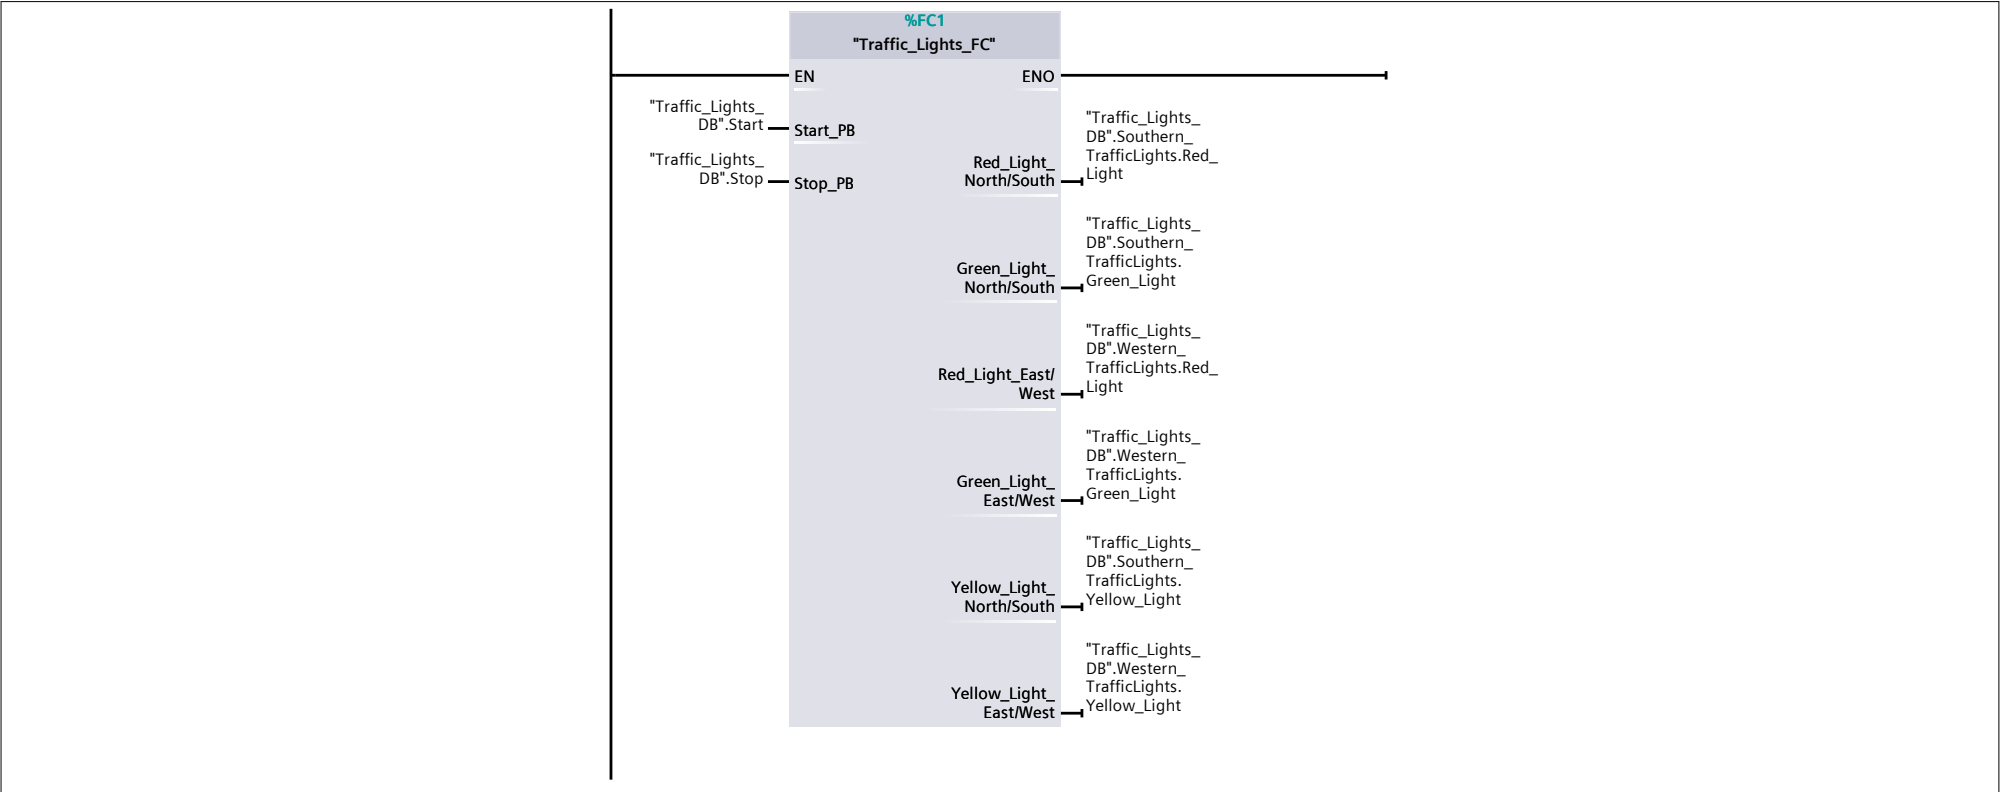 %FC1
"Traffic_Lights_FC"
EN
ENO
"Traffic_Lights_
DB".Start
Start_PB
"Traffic_Lights_
DB".Stop
Stop_PB
Red_Light_
North/South
"Traffic_Lights_
DB".Southern_
TrafficLights.Red_
Light
Green_Light_
North/South
"Traffic_Lights_
DB".Southern_
TrafficLights.
Green_Light
Red_Light_East/
West
"Traffic_Lights_
DB".Western_
TrafficLights.Red_
Light
Green_Light_
East/West
"Traffic_Lights_
DB".Western_
TrafficLights.
Green_Light
Yellow_Light_
North/South
"Traffic_Lights_
DB".Southern_
TrafficLights.
Yellow_Light
Yellow_Light_
East/West
"Traffic_Lights_
DB".Western_
TrafficLights.
Yellow_Light